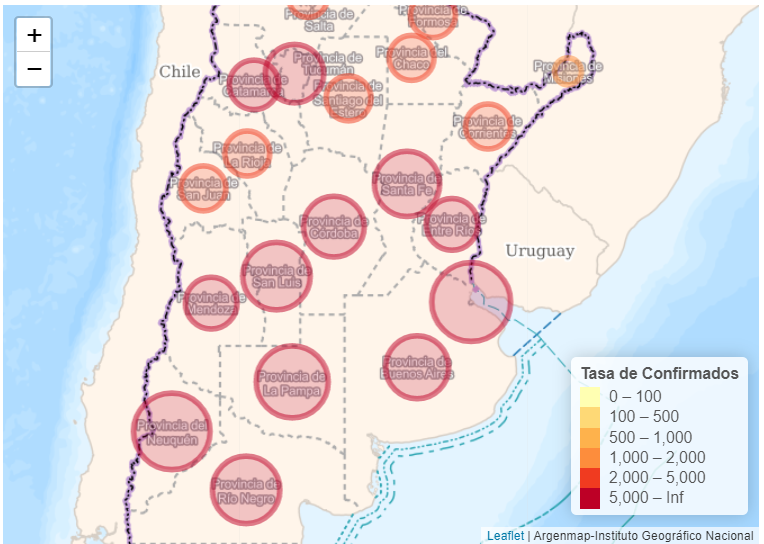 +
−
Provincia de
Salta
Provincia de
Formosa
Provincia del
Chaco
Provincia de
Misiones
Chile
Provincia de
Tucumán
Provincia de
Catamarca
Provincia de
Santiago del
Estero
Provincia de
Corrientes
Provincia de
La Rioja
Provincia de
San Juan
Provincia de
Santa Fe
Provincia de
Córdoba
Provincia de
Entre Ríos
Uruguay
Provincia de
San Luis
Provincia de
Mendoza
Provincia de
La Pampa
Provincia de
Buenos Aires
Provincia del
Neuquén
Provincia de
Río Negro
Tasa de Confirmados
0 – 100
100 – 500
500 – 1,000
1,000 – 2,000
2,000 – 5,000
5,000 – Inf
Leaflet | Argenmap-Instituto Geográfico Nacional